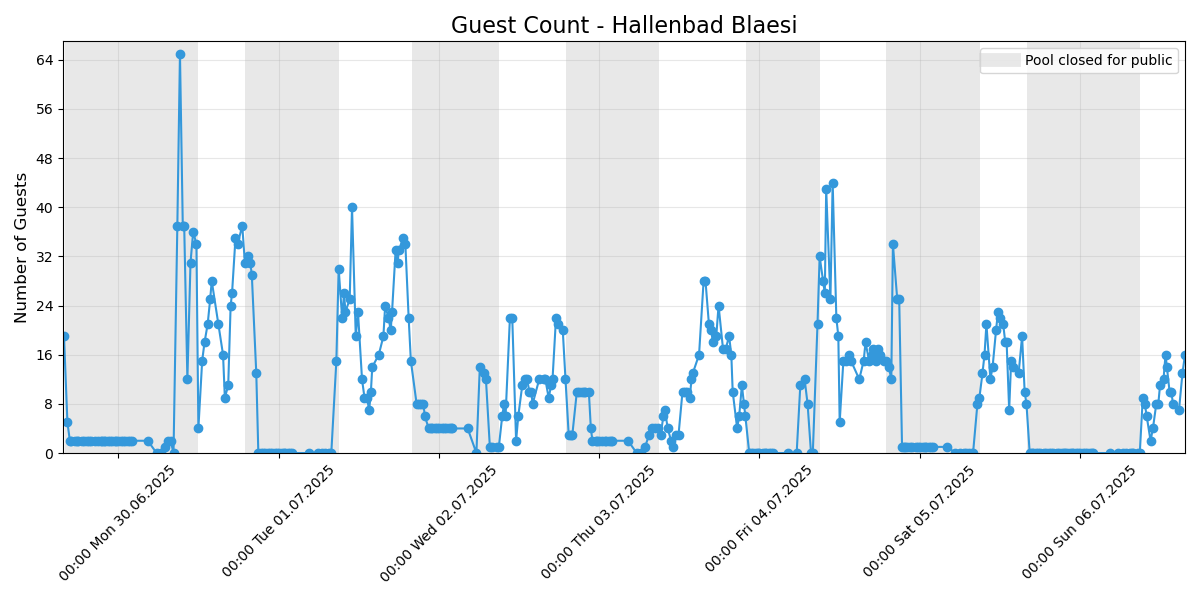 Guest Count - Hallenbad Blaesi
Pool closed for public
Number of Guests
64
56
48
40
32
24
16
8
0
00:00 Mon 30.06.2025
00:00 Tue 01.07.2025
00:00 Wed 02.07.2025
00:00 Thu 03.07.2025
00:00 Fri 04.07.2025
00:00 Sat 05.07.2025
00:00 Sun 06.07.2025